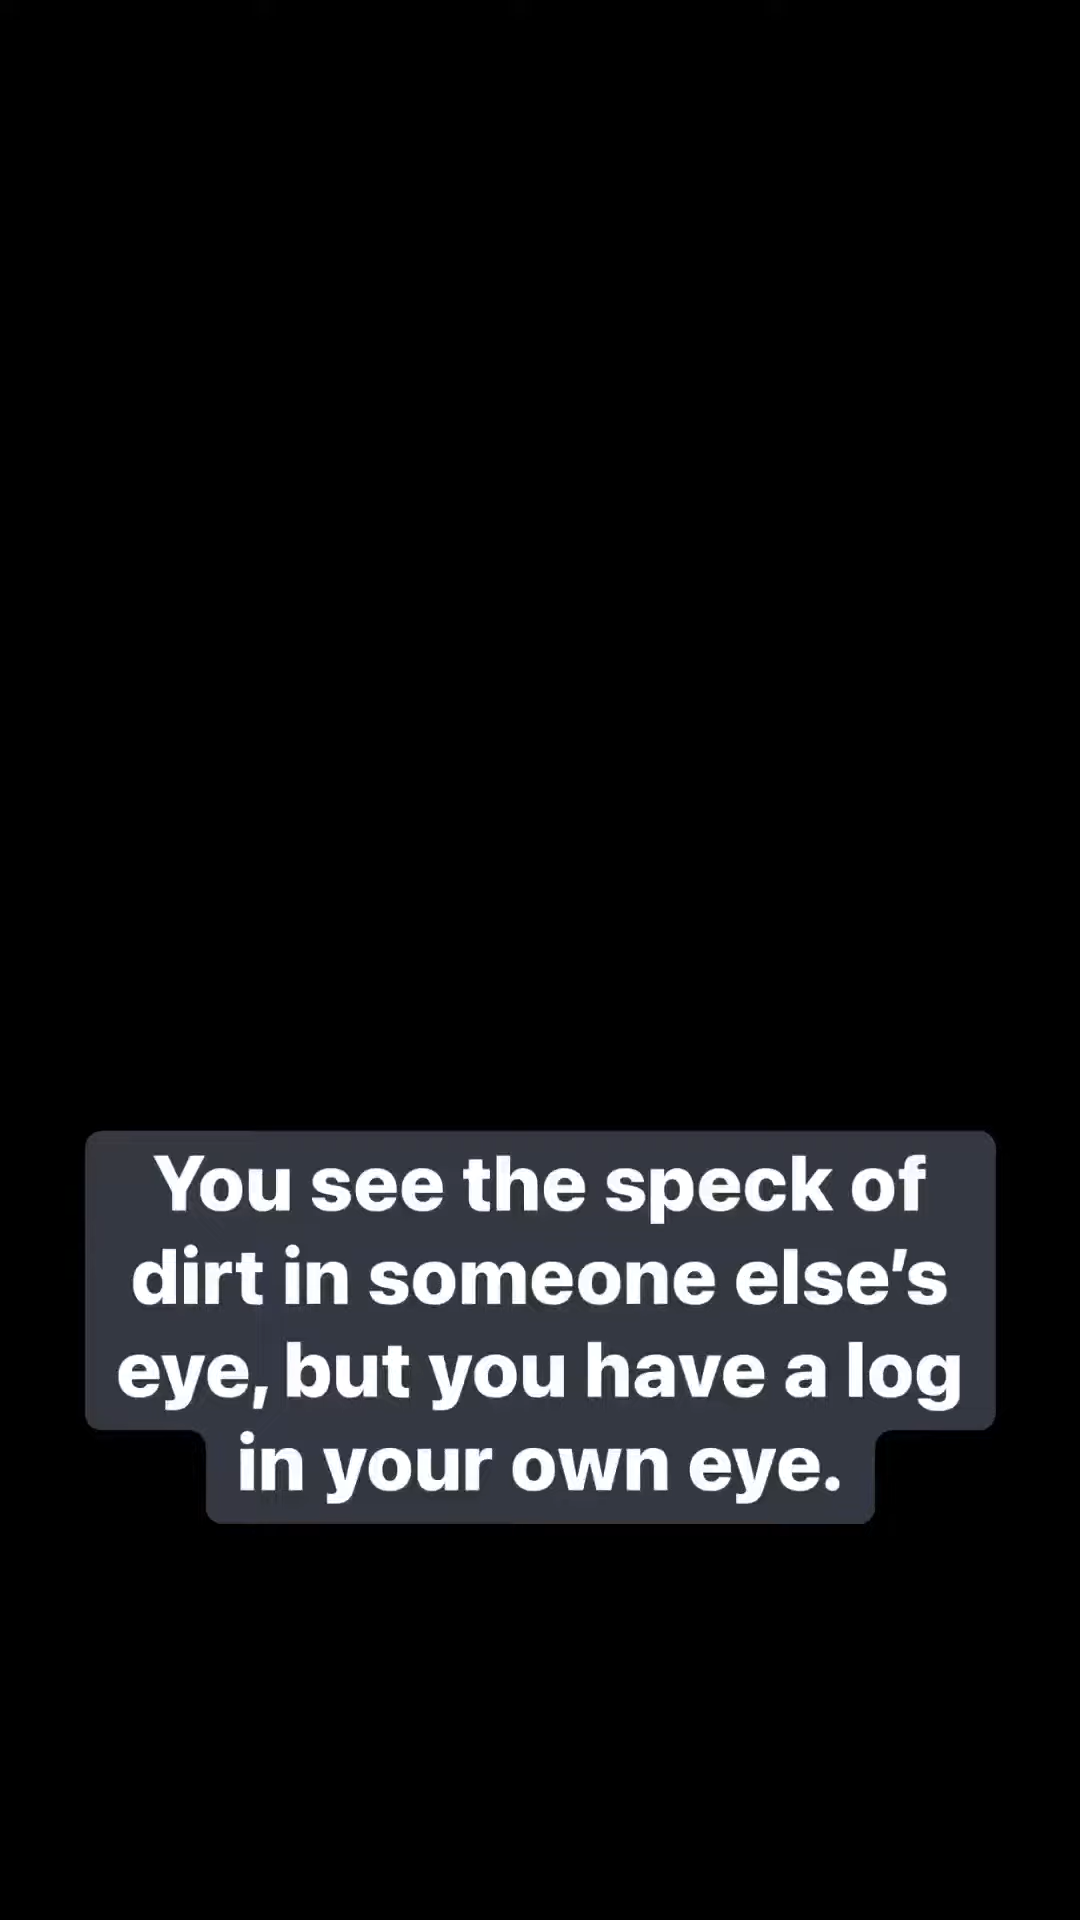 You see the speck of
dirt in someone else’s
eye, but you have a log
in your own eye.